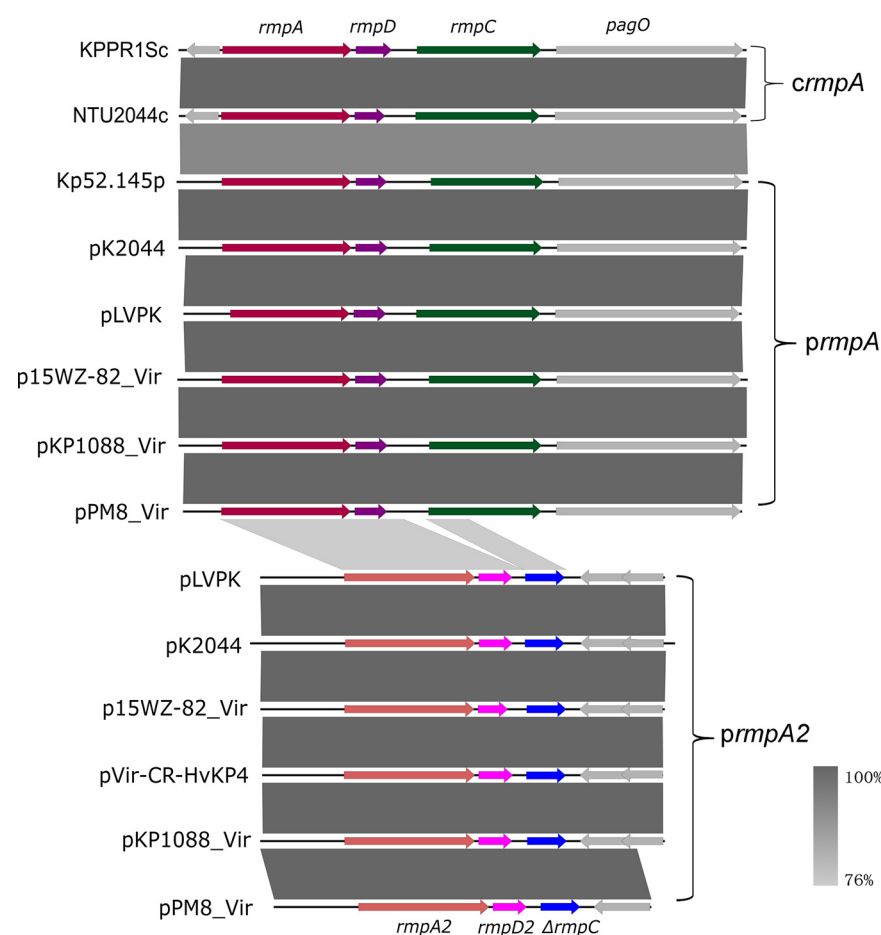 rmpA rmpD rmpC pagO
KPPR1Sc
crmpA
NTU2044c
Kp52.145p
pK2044
pLVPK
prmpA
p15WZ-82_Vir
pKP1088_Vir
pPM8_Vir
pLVPK
pK2044
p15WZ-82_Vir
prmpA2
pVir-CR-HvKP4
100%
pKP1088_Vir
76%
pPM8_Vir
rmpA2 rmpD2 ΔrmpC